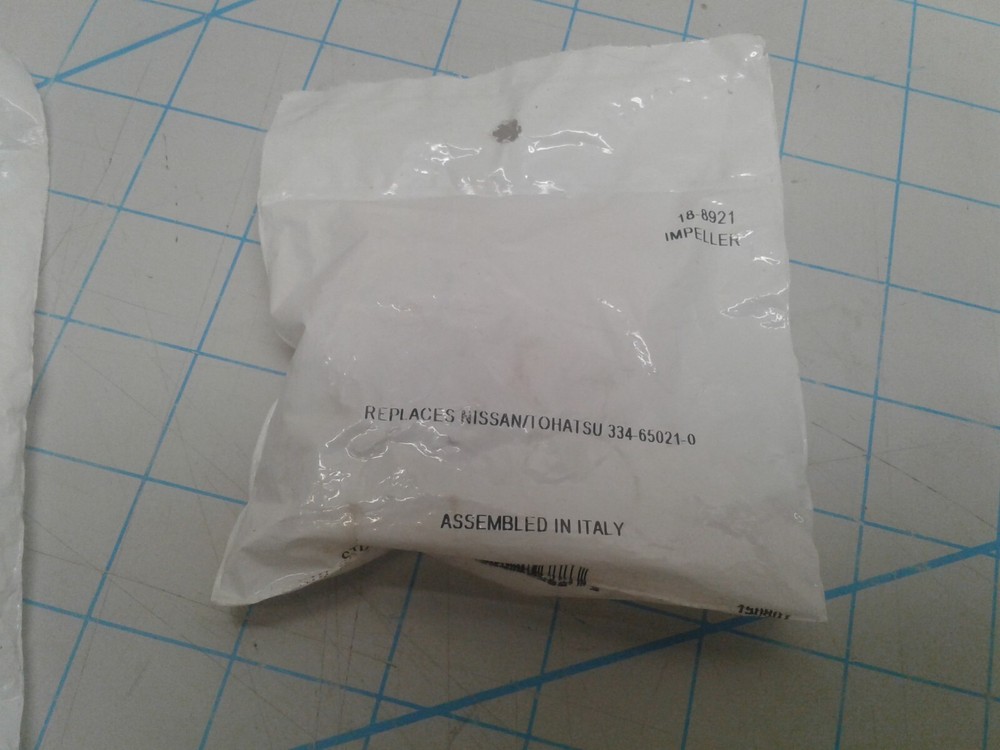 18-8921
IMPELLER
REPLACES NISSAN/TOHATSU 334-65021-0
ASSEMBLED IN ITALY